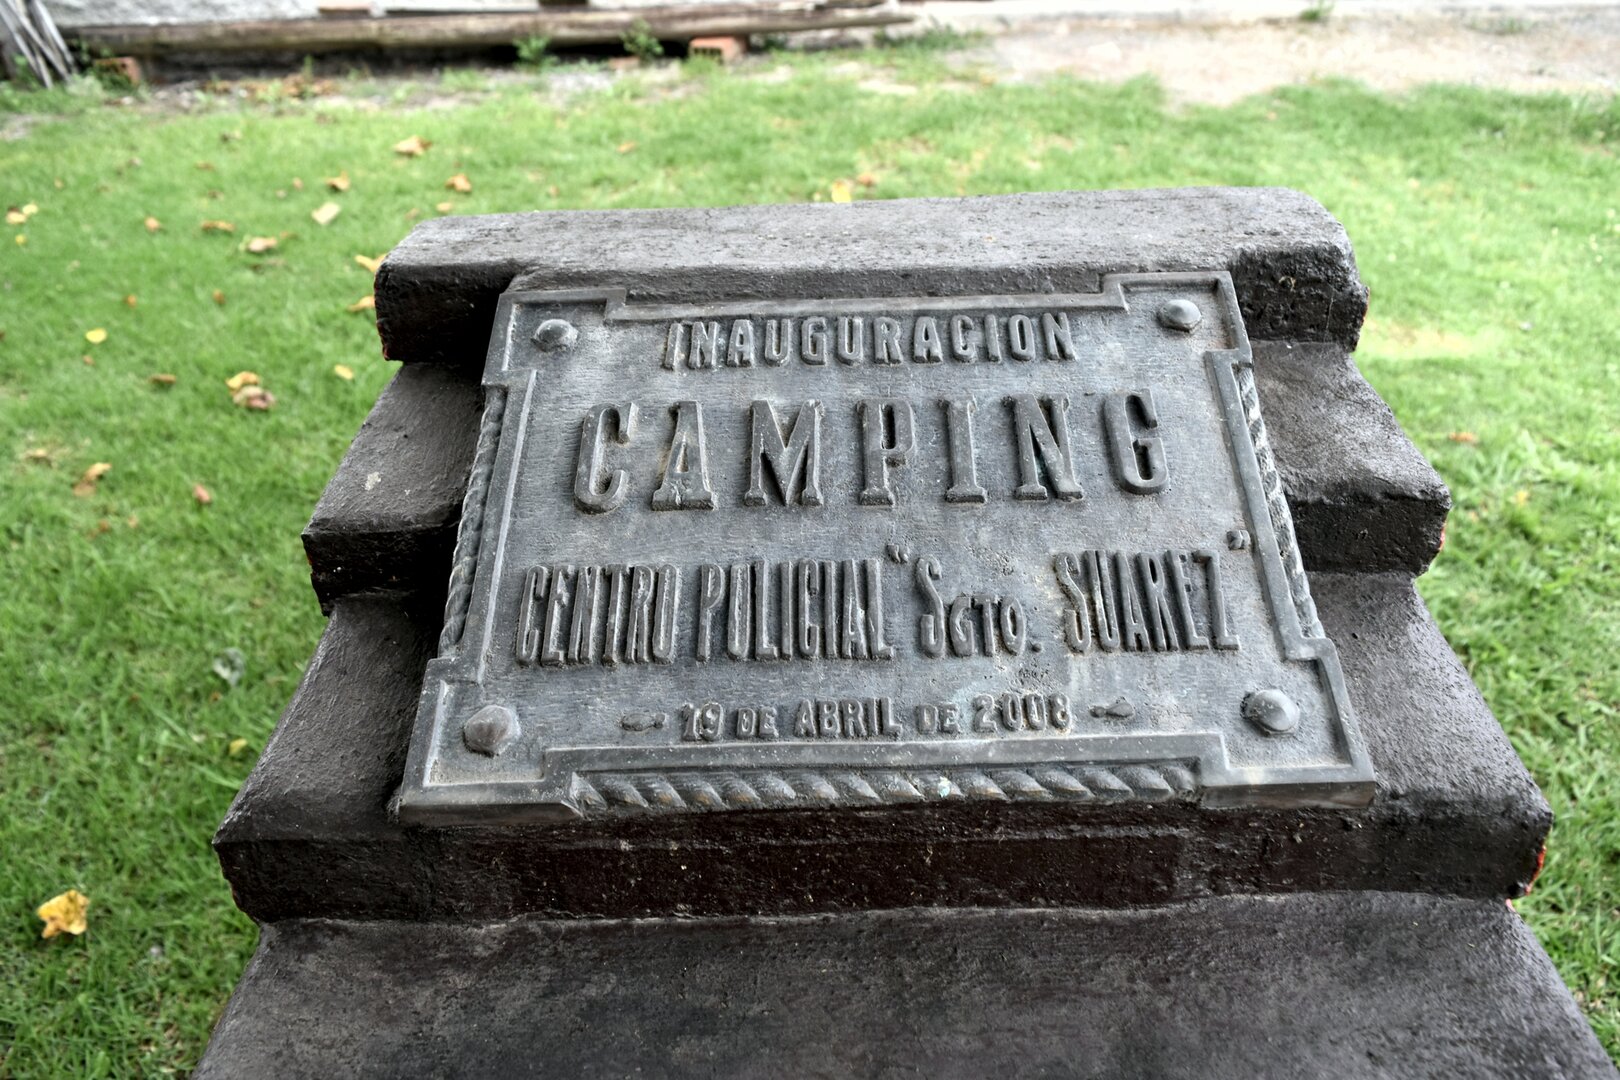 INAUGURACION
CAMPING
CENTRO POLICIAL "SGTO. SUAREZ"
- 19 DE ABRIL DE 2008 -